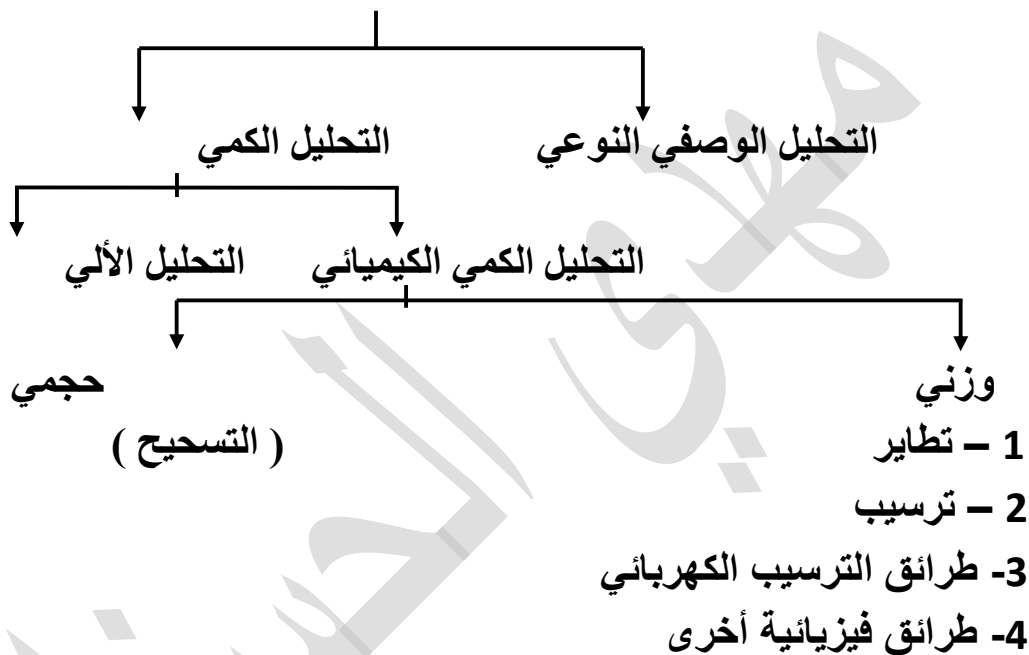 التحليل الوصفي النوعي التحليل الكمي
التحليل الكمي الكيميائي التحليل الألي
وزني حجمي
1 – تطاير ( التسحيح )
2 – ترسيب
3- طرائق الترسيب الكهربائي
4- طرائق فيزيائية أخرى